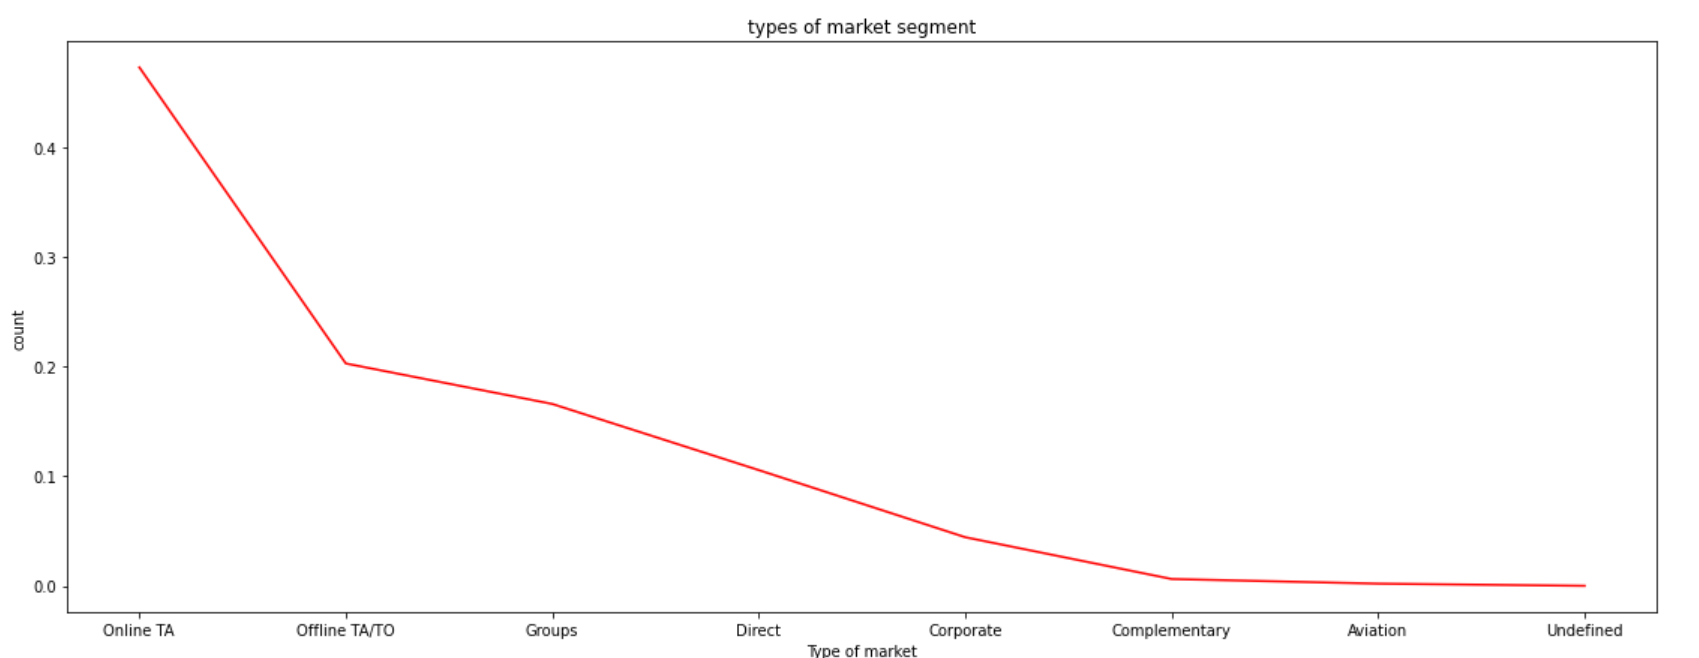 types of market segment
count
0.4
0.3
0.2
0.1
0.0
Online TA Offline TA/TO Groups Direct Corporate Complementary Aviation Undefined
Type of market